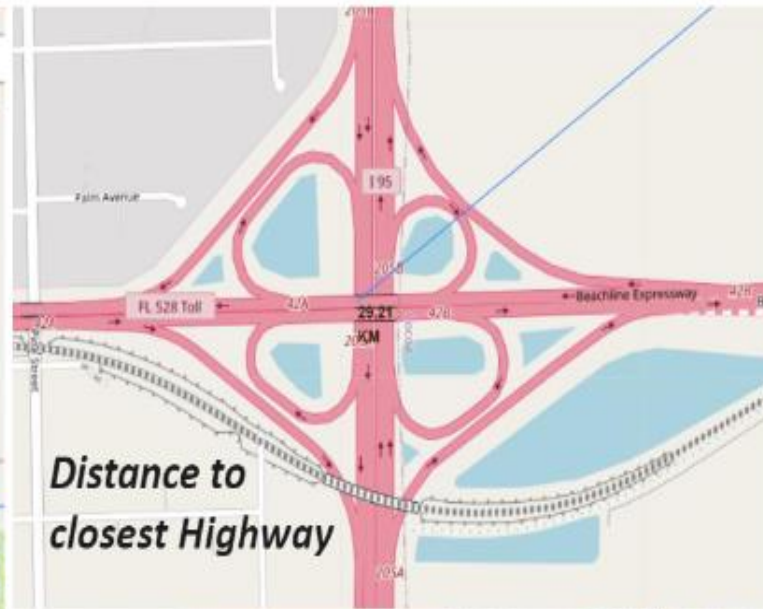 Palm Avenue
I 95
205B
FL 528 Toll
42A
Beachline Expressway
42B
42B
29.21
KM
Distance to
closest Highway
205A